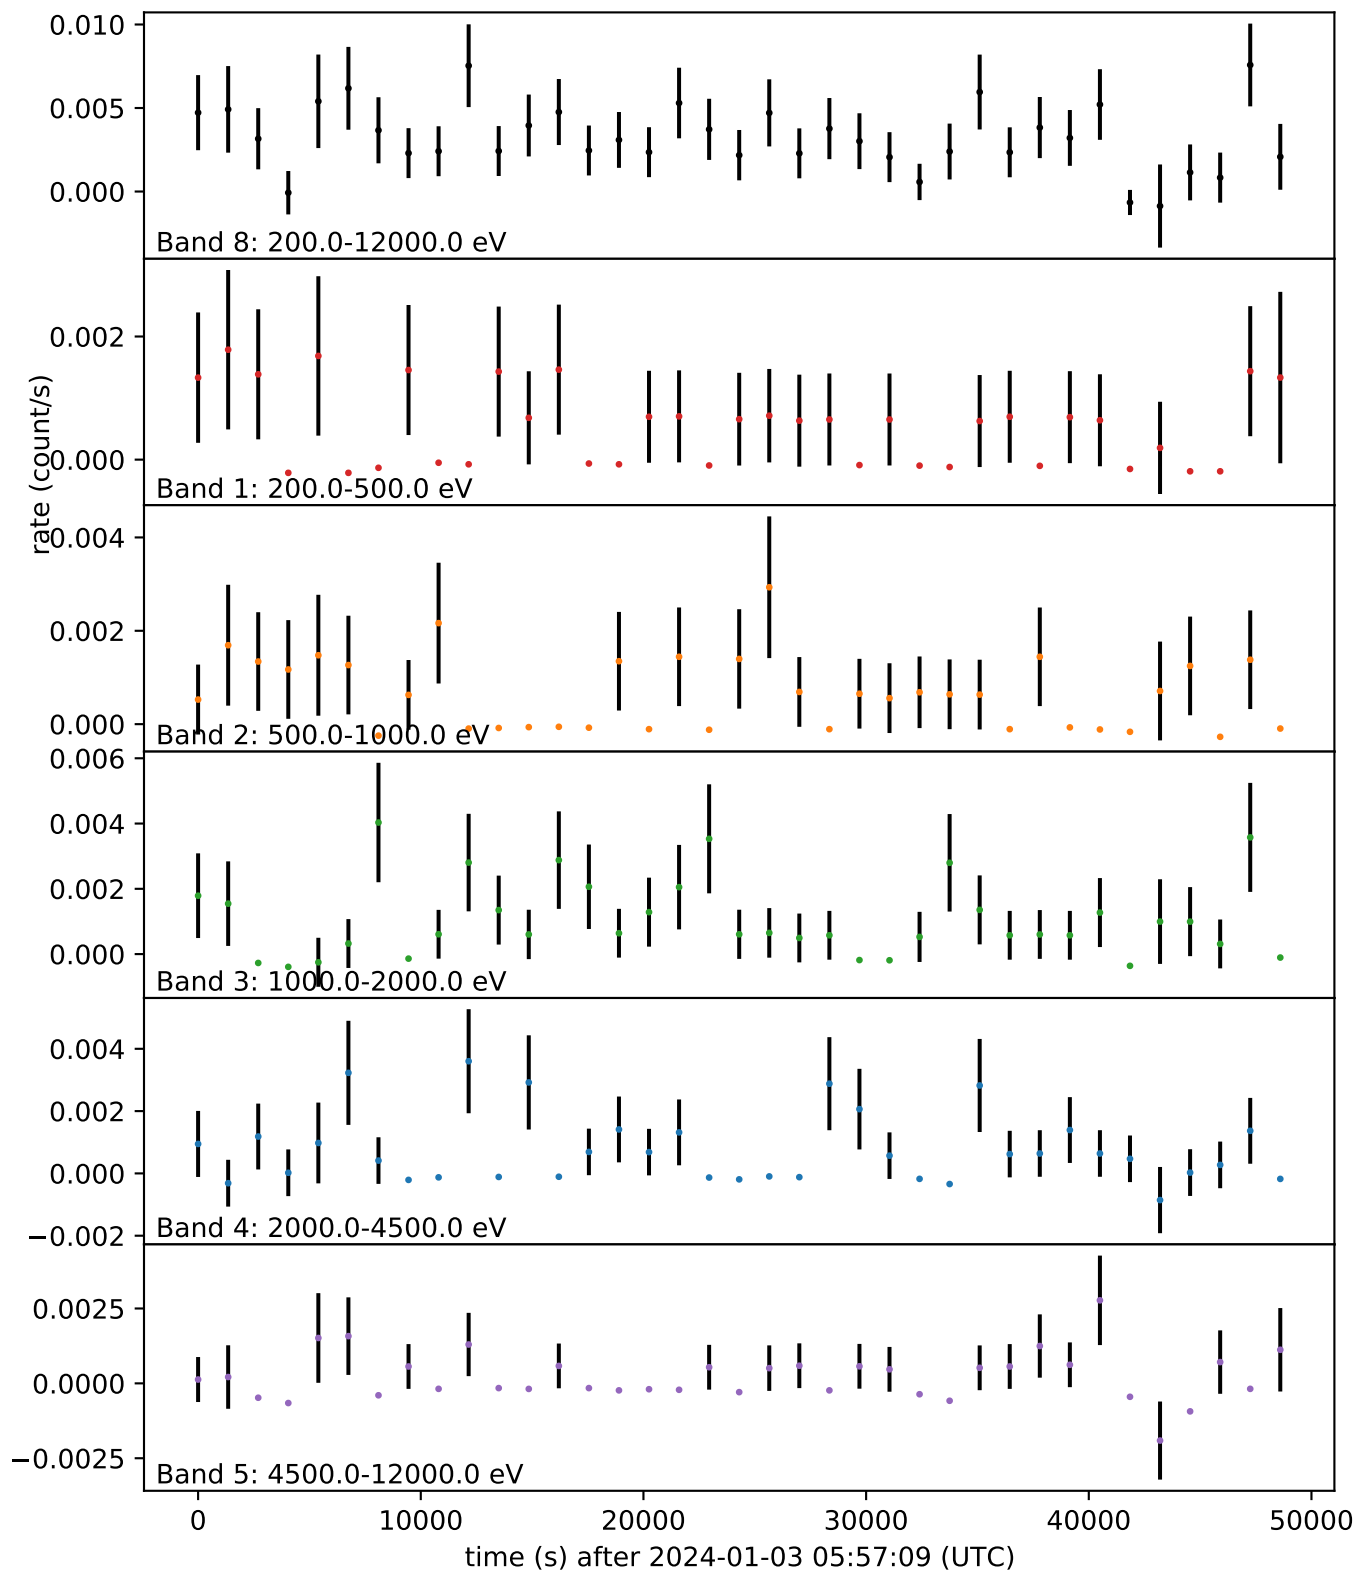 0.010
0.005
0.000
Band 8: 200.0-12000.0 eV
0.002
0.000
Band 1: 200.0-500.0 eV
rate (count/s)
0.004
0.002
0.000
Band 2: 500.0-1000.0 eV
0.006
0.004
0.002
0.000
Band 3: 1000.0-2000.0 eV
0.004
0.002
0.000
−0.002
Band 4: 2000.0-4500.0 eV
0.0025
0.0000
−0.0025
Band 5: 4500.0-12000.0 eV
0 10000 20000 30000 40000 50000
time (s) after 2024-01-03 05:57:09 (UTC)